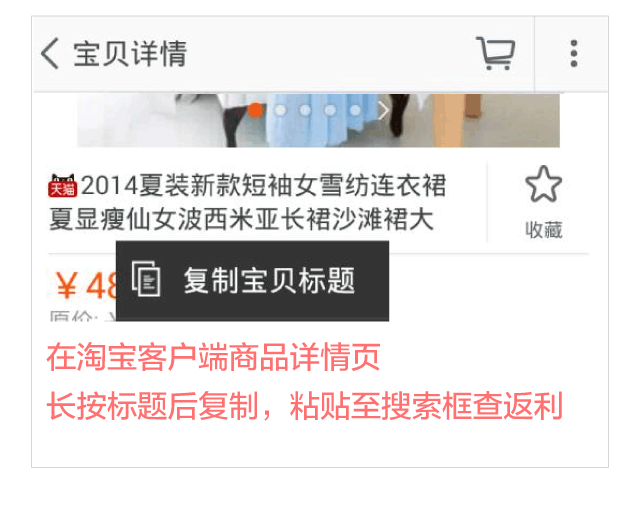 宝贝详情
天猫 2014夏装新款短袖女雪纺连衣裙
夏显瘦仙女波西米亚长裙沙滩裙大
收藏
¥48
复制宝贝标题
原价:
在淘宝客户端商品详情页
长按标题后复制，粘贴至搜索框查返利